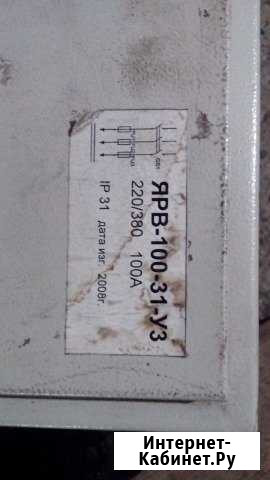 ЯРВ-100-31-У3
220/380 100А
IP 31 дата изг. 2008г.
Интернет-
Кабинет.Ру